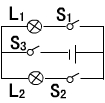 L₁ S₁
S₃
L₂ S₂